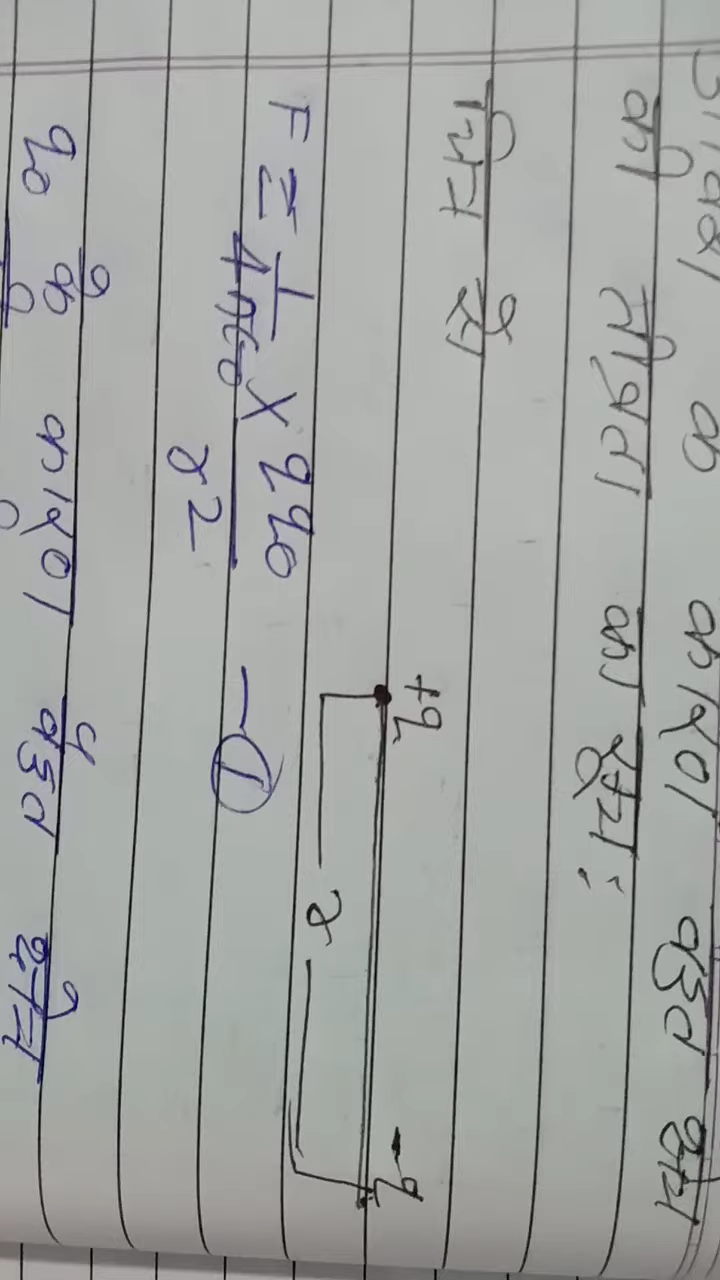 के कारण क्षेत्र
की तीव्रता का सूत्र :
चित्र से
+q -q
r
F = 1/4πε0 × qq0/r2 - ①
q0 के कारण q क्षेत्र